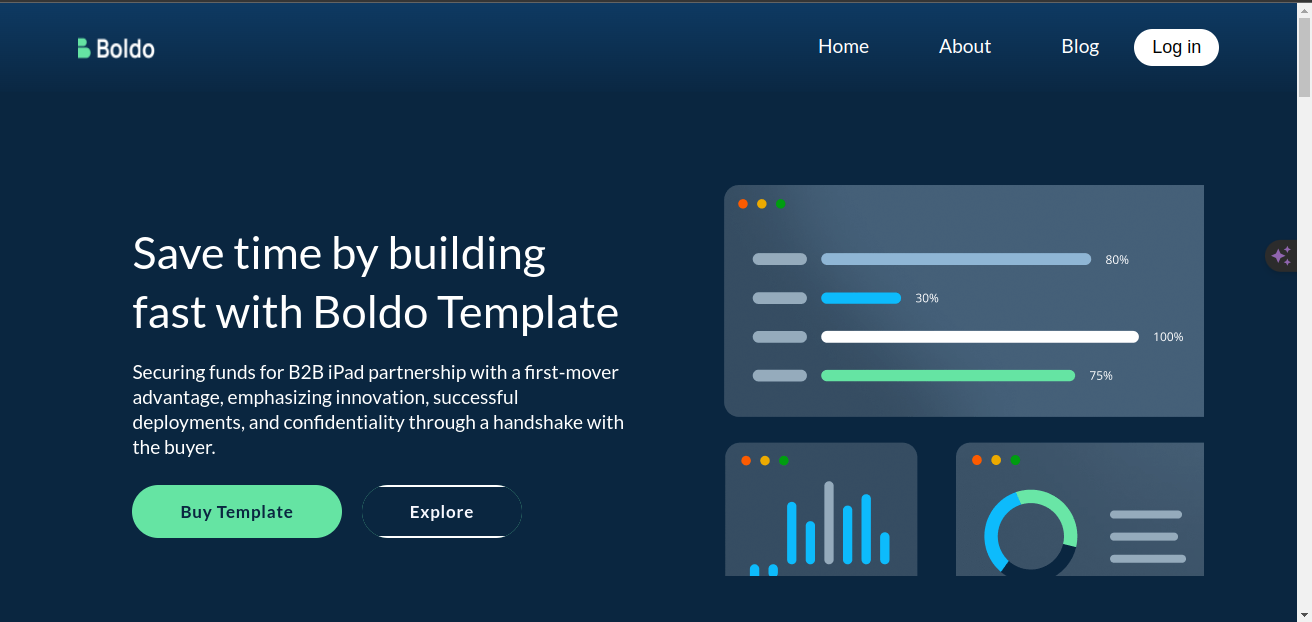 Boldo
Home
About
Blog
Log in
Save time by building
fast with Boldo Template
Securing funds for B2B iPad partnership with a first-mover
advantage, emphasizing innovation, successful
deployments, and confidentiality through a handshake with
the buyer.
Buy Template
Explore
80%
30%
100%
75%